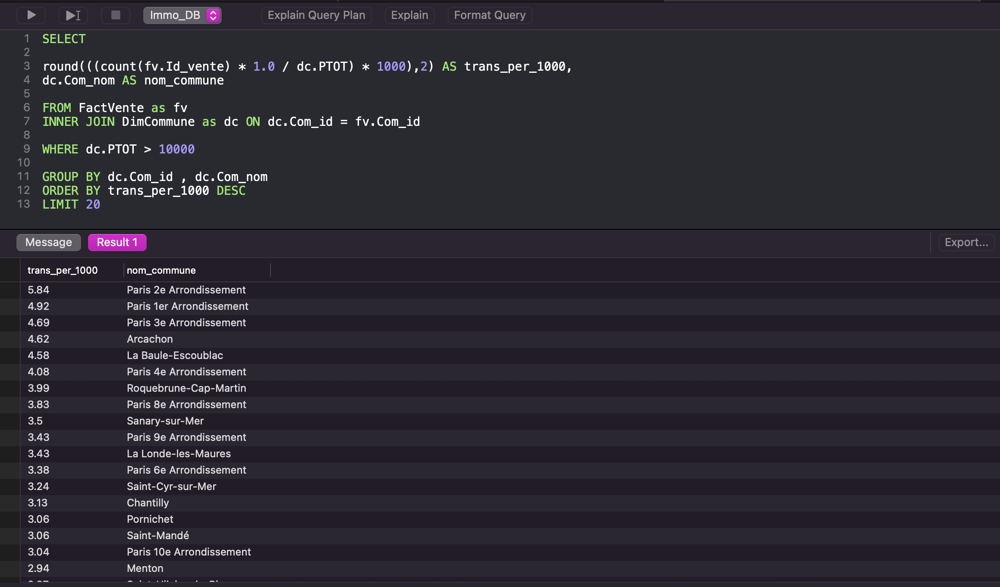 Immo_DB Explain Query Plan Explain Format Query
1 SELECT
2
3 round(((count(fv.Id_vente) * 1.0 / dc.PTOT) * 1000),2) AS trans_per_1000,
4 dc.Com_nom AS nom_commune
5
6 FROM FactVente as fv
7 INNER JOIN DimCommune as dc ON dc.Com_id = fv.Com_id
8
9 WHERE dc.PTOT > 10000
10
11 GROUP BY dc.Com_id , dc.Com_nom
12 ORDER BY trans_per_1000 DESC
13 LIMIT 20
Message Result 1 Export...
trans_per_1000 nom_commune
5.84 Paris 2e Arrondissement
4.92 Paris 1er Arrondissement
4.69 Paris 3e Arrondissement
4.62 Arcachon
4.58 La Baule-Escoublac
4.08 Paris 4e Arrondissement
3.99 Roquebrune-Cap-Martin
3.83 Paris 8e Arrondissement
3.5 Sanary-sur-Mer
3.43 Paris 9e Arrondissement
3.43 La Londe-les-Maures
3.38 Paris 6e Arrondissement
3.24 Saint-Cyr-sur-Mer
3.13 Chantilly
3.06 Pornichet
3.06 Saint-Mandé
3.04 Paris 10e Arrondissement
2.94 Menton